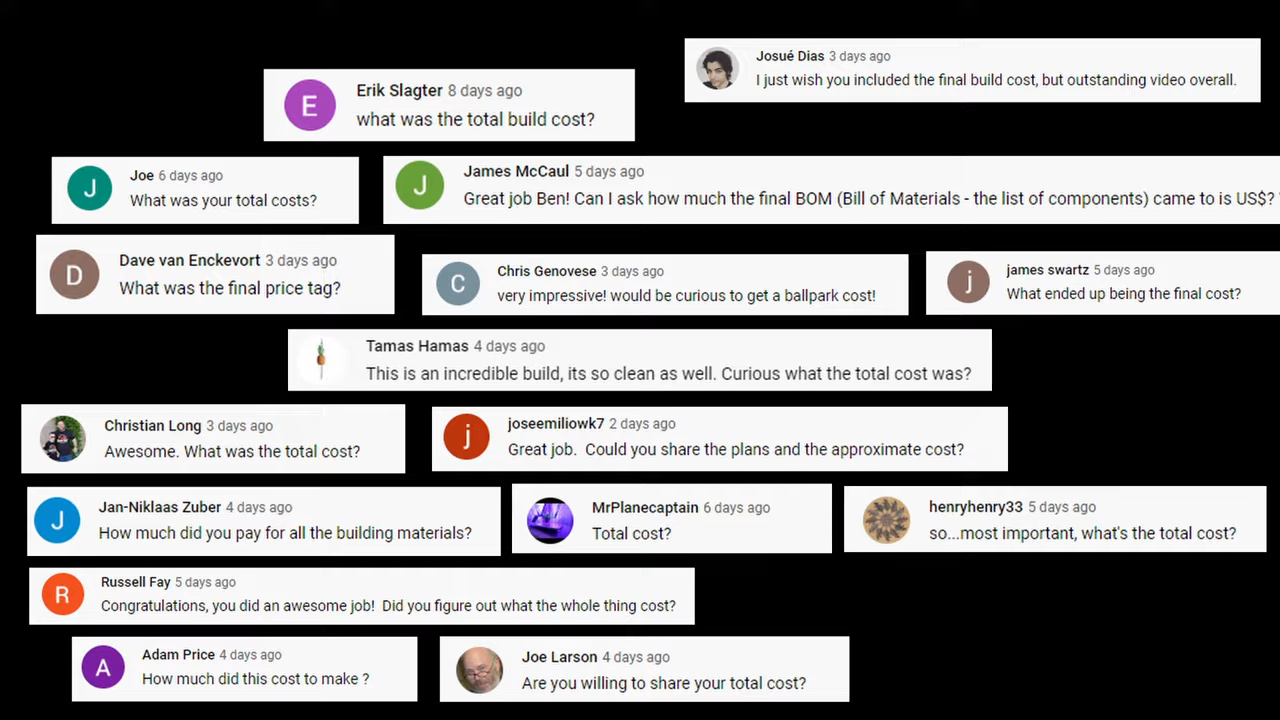 Josué Dias 3 days ago
I just wish you included the final build cost, but outstanding video overall.
E
Erik Slagter 8 days ago
what was the total build cost?
J
Joe 6 days ago
What was your total costs?
J
James McCaul 5 days ago
Great job Ben! Can I ask how much the final BOM (Bill of Materials - the list of components) came to is US$?
D
Dave van Enckevort 3 days ago
What was the final price tag?
C
Chris Genovese 3 days ago
very impressive! would be curious to get a ballpark cost!
j
james swartz 5 days ago
What ended up being the final cost?
Tamas Hamas 4 days ago
This is an incredible build, its so clean as well. Curious what the total cost was?
Christian Long 3 days ago
Awesome. What was the total cost?
j
joseemiliowk7 2 days ago
Great job.  Could you share the plans and the approximate cost?
J
Jan-Niklaas Zuber 4 days ago
How much did you pay for all the building materials?
MrPlanecaptain 6 days ago
Total cost?
henryhenry33 5 days ago
so...most important, what's the total cost?
R
Russell Fay 5 days ago
Congratulations, you did an awesome job!  Did you figure out what the whole thing cost?
A
Adam Price 4 days ago
How much did this cost to make ?
Joe Larson 4 days ago
Are you willing to share your total cost?